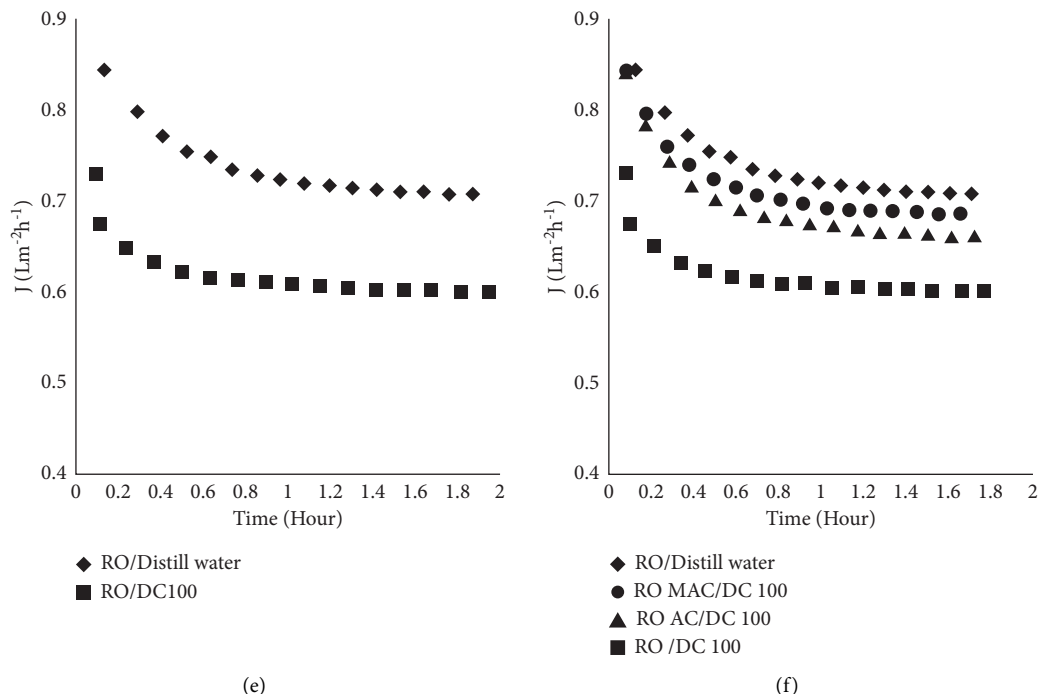 0.9
0.8
0.7
0.6
0.5
0.4
J (Lm-2h-1)
0 0.2 0.4 0.6 0.8 1 1.2 1.4 1.6 1.8 2
Time (Hour)
RO/Distill water
RO/DC100
(e)
0.9
0.8
0.7
0.6
0.5
0.4
J (Lm-2h-1)
0 0.2 0.4 0.6 0.8 1 1.2 1.4 1.6 1.8 2
Time (Hour)
RO/Distill water
RO MAC/DC 100
RO AC/DC 100
RO /DC 100
(f)